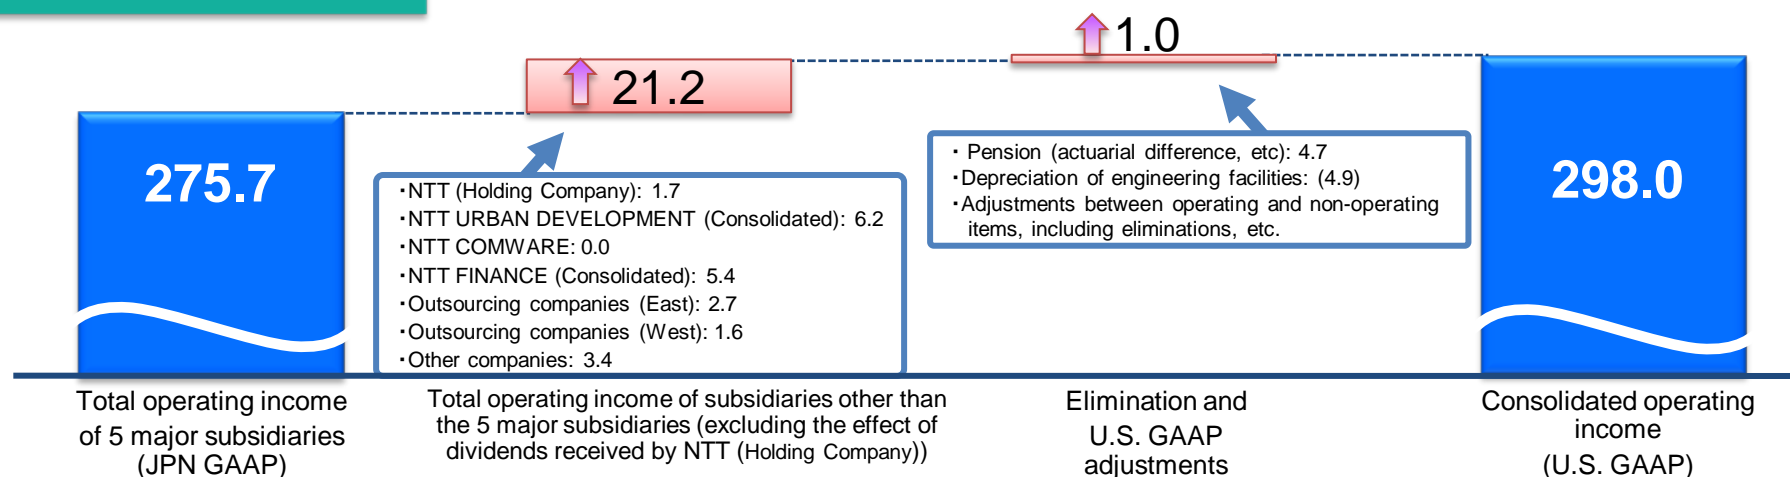 275.7
21.2
1.0
298.0
・NTT (Holding Company): 1.7
・NTT URBAN DEVELOPMENT (Consolidated): 6.2
・NTT COMWARE: 0.0
・NTT FINANCE (Consolidated): 5.4
・Outsourcing companies (East): 2.7
・Outsourcing companies (West): 1.6
・Other companies: 3.4
・Pension (actuarial difference, etc): 4.7
・Depreciation of engineering facilities: (4.9)
・Adjustments between operating and non-operating
items, including eliminations, etc.
Total operating income
of 5 major subsidiaries
(JPN GAAP)
Total operating income of subsidiaries other than
the 5 major subsidiaries (excluding the effect of
dividends received by NTT (Holding Company))
Elimination and
U.S. GAAP
adjustments
Consolidated operating
income
(U.S. GAAP)